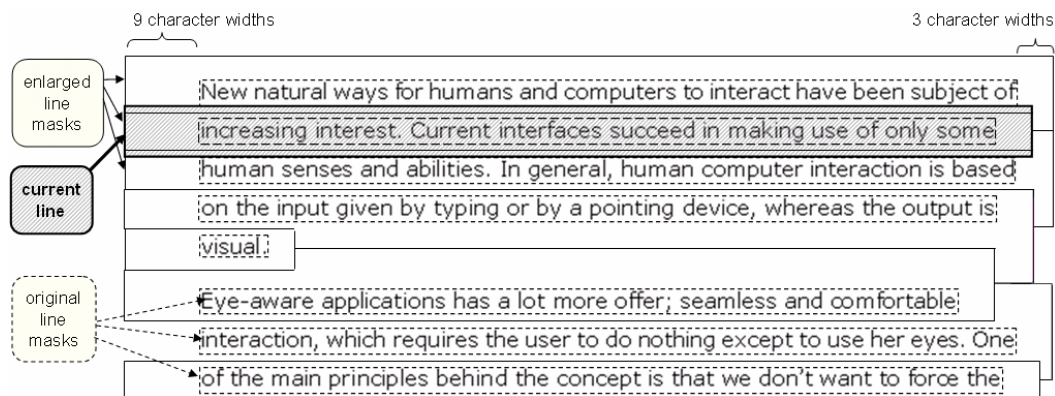 9 character widths
3 character widths
enlarged
line
masks
current
line
original
line
masks
New natural ways for humans and computers to interact have been subject of
increasing interest. Current interfaces succeed in making use of only some
human senses and abilities. In general, human computer interaction is based
on the input given by typing or by a pointing device, whereas the output is
visual.
Eye-aware applications has a lot more offer; seamless and comfortable
interaction, which requires the user to do nothing except to use her eyes. One
of the main principles behind the concept is that we don't want to force the